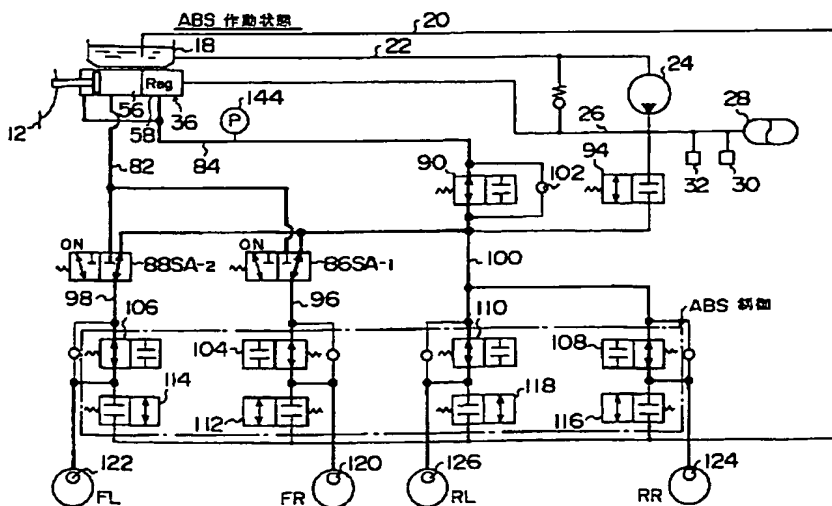 ABS 作動状態
18
20
22
24
Reg
144
P
12
56
58
36
26
28
82
84
90
102
94
32
30
ON
ON
88SA-2
86SA-1
100
98
106
96
110
ABS 制御
104
108
114
112
118
116
122
120
126
124
FL
FR
RL
RR